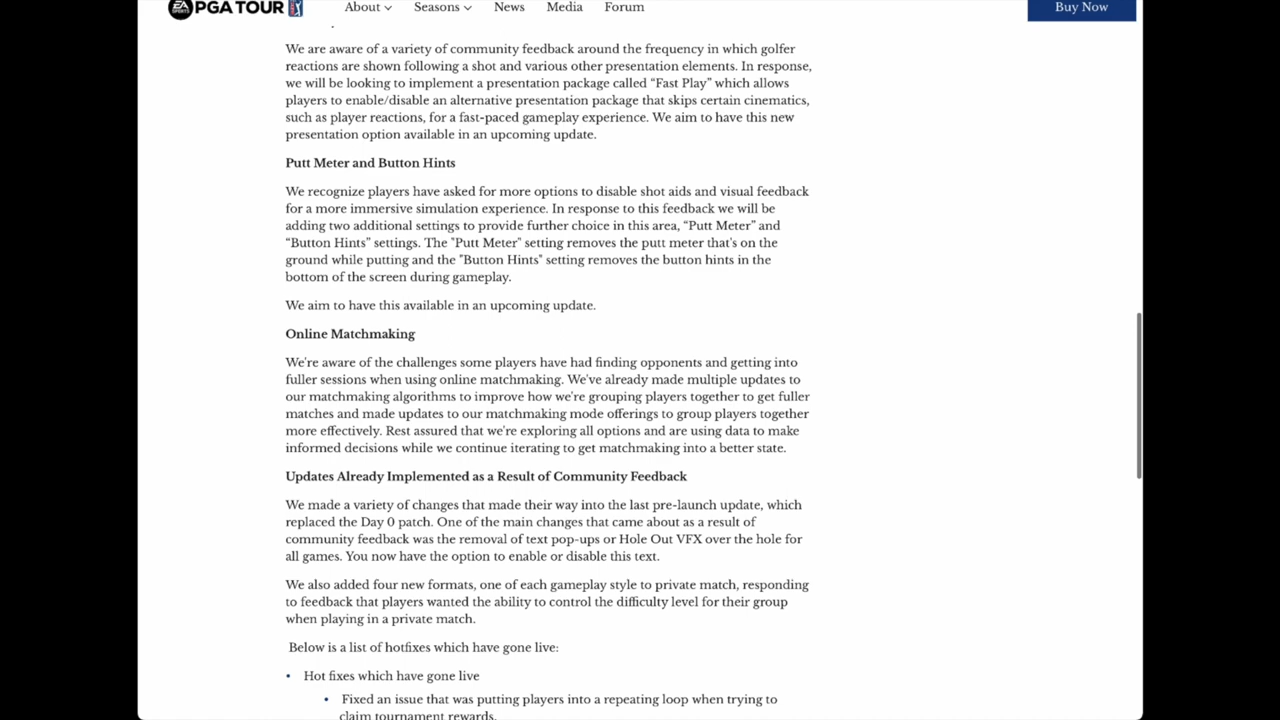 EA SPORTS PGA TOUR
About
Seasons
News
Media
Forum
Buy Now
We are aware of a variety of community feedback around the frequency in which golfer
reactions are shown following a shot and various other presentation elements. In response,
we will be looking to implement a presentation package called “Fast Play” which allows
players to enable/disable an alternative presentation package that skips certain cinematics,
such as player reactions, for a fast-paced gameplay experience. We aim to have this new
presentation option available in an upcoming update.
Putt Meter and Button Hints
We recognize players have asked for more options to disable shot aids and visual feedback
for a more immersive simulation experience. In response to this feedback we will be
adding two additional settings to provide further choice in this area, “Putt Meter” and
“Button Hints” settings. The "Putt Meter" setting removes the putt meter that's on the
ground while putting and the "Button Hints" setting removes the button hints in the
bottom of the screen during gameplay.
We aim to have this available in an upcoming update.
Online Matchmaking
We're aware of the challenges some players have had finding opponents and getting into
fuller sessions when using online matchmaking. We've already made multiple updates to
our matchmaking algorithms to improve how we're grouping players together to get fuller
matches and made updates to our matchmaking mode offerings to group players together
more effectively. Rest assured that we're exploring all options and are using data to make
informed decisions while we continue iterating to get matchmaking into a better state.
Updates Already Implemented as a Result of Community Feedback
We made a variety of changes that made their way into the last pre-launch update, which
replaced the Day 0 patch. One of the main changes that came about as a result of
community feedback was the removal of text pop-ups or Hole Out VFX over the hole for
all games. You now have the option to enable or disable this text.
We also added four new formats, one of each gameplay style to private match, responding
to feedback that players wanted the ability to control the difficulty level for their group
when playing in a private match.
Below is a list of hotfixes which have gone live:
• Hot fixes which have gone live
• Fixed an issue that was putting players into a repeating loop when trying to
claim tournament rewards.